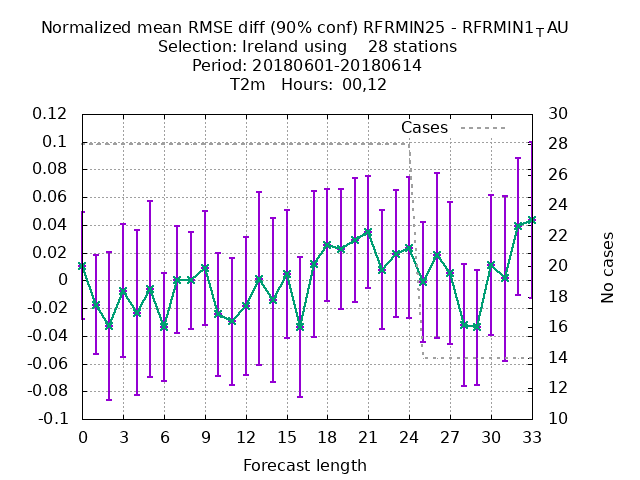 Normalized mean RMSE diff (90% conf) RFRMIN25 - RFRMIN1_TAU
Selection: Ireland using    28 stations
Period: 20180601-20180614
T2m   Hours: 00,12
Cases
0.12
0.1
0.08
0.06
0.04
0.02
0
-0.02
-0.04
-0.06
-0.08
-0.1
30
28
26
24
22
20
18
16
14
12
10
No cases
0 3 6 9 12 15 18 21 24 27 30 33
Forecast length